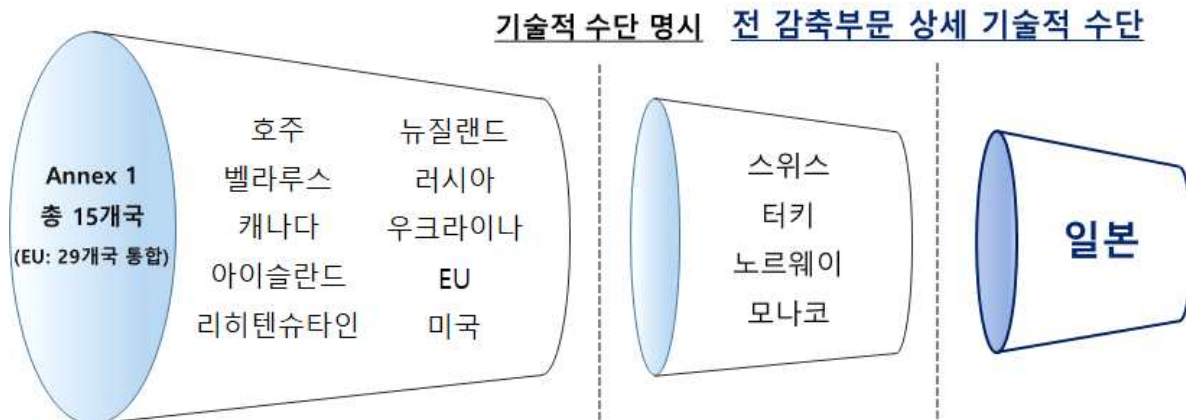 기술적 수단 명시
전 감축부문 상세 기술적 수단
Annex 1
총 15개국
(EU: 29개국 통합)
호주
벨라루스
캐나다
아이슬란드
리히텐슈타인
뉴질랜드
러시아
우크라이나
EU
미국
스위스
터키
노르웨이
모나코
일본